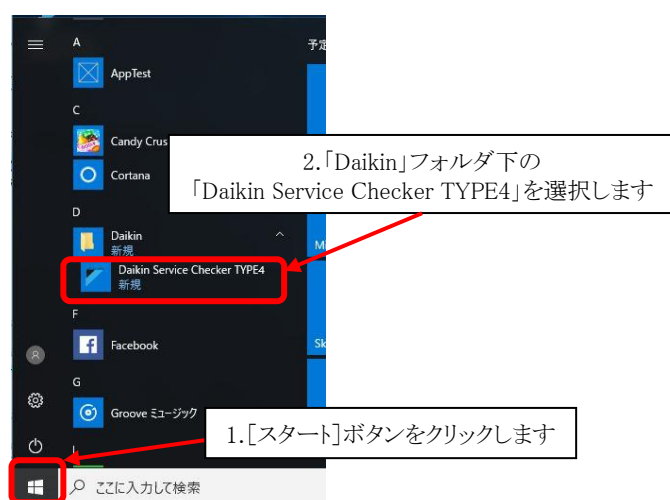 A
予定
AppTest
C
Candy Crus
Cortana
2.「Daikin」フォルダ下の
「Daikin Service Checker TYPE4」を選択します
D
Daikin
新規
Daikin Service Checker TYPE4
新規
F
Facebook
Sk
G
Groove ミュージック
1.[スタート]ボタンをクリックします
ここに入力して検索